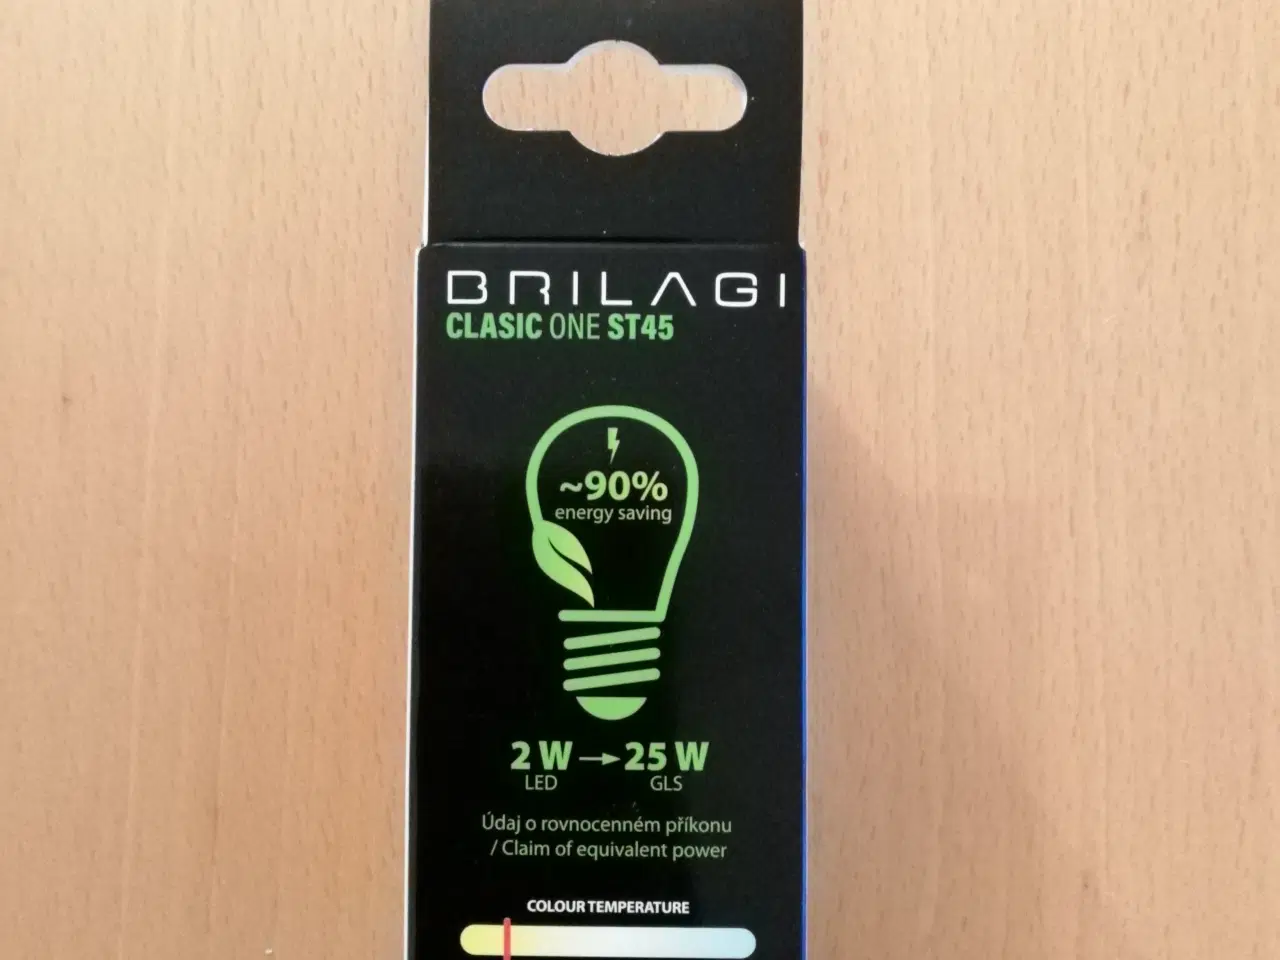 BRILAGI
CLASIC ONE ST45
~90%
energy saving
2 W → 25 W
LED GLS
Údaj o rovnocenném příkonu
/ Claim of equivalent power
COLOUR TEMPERATURE